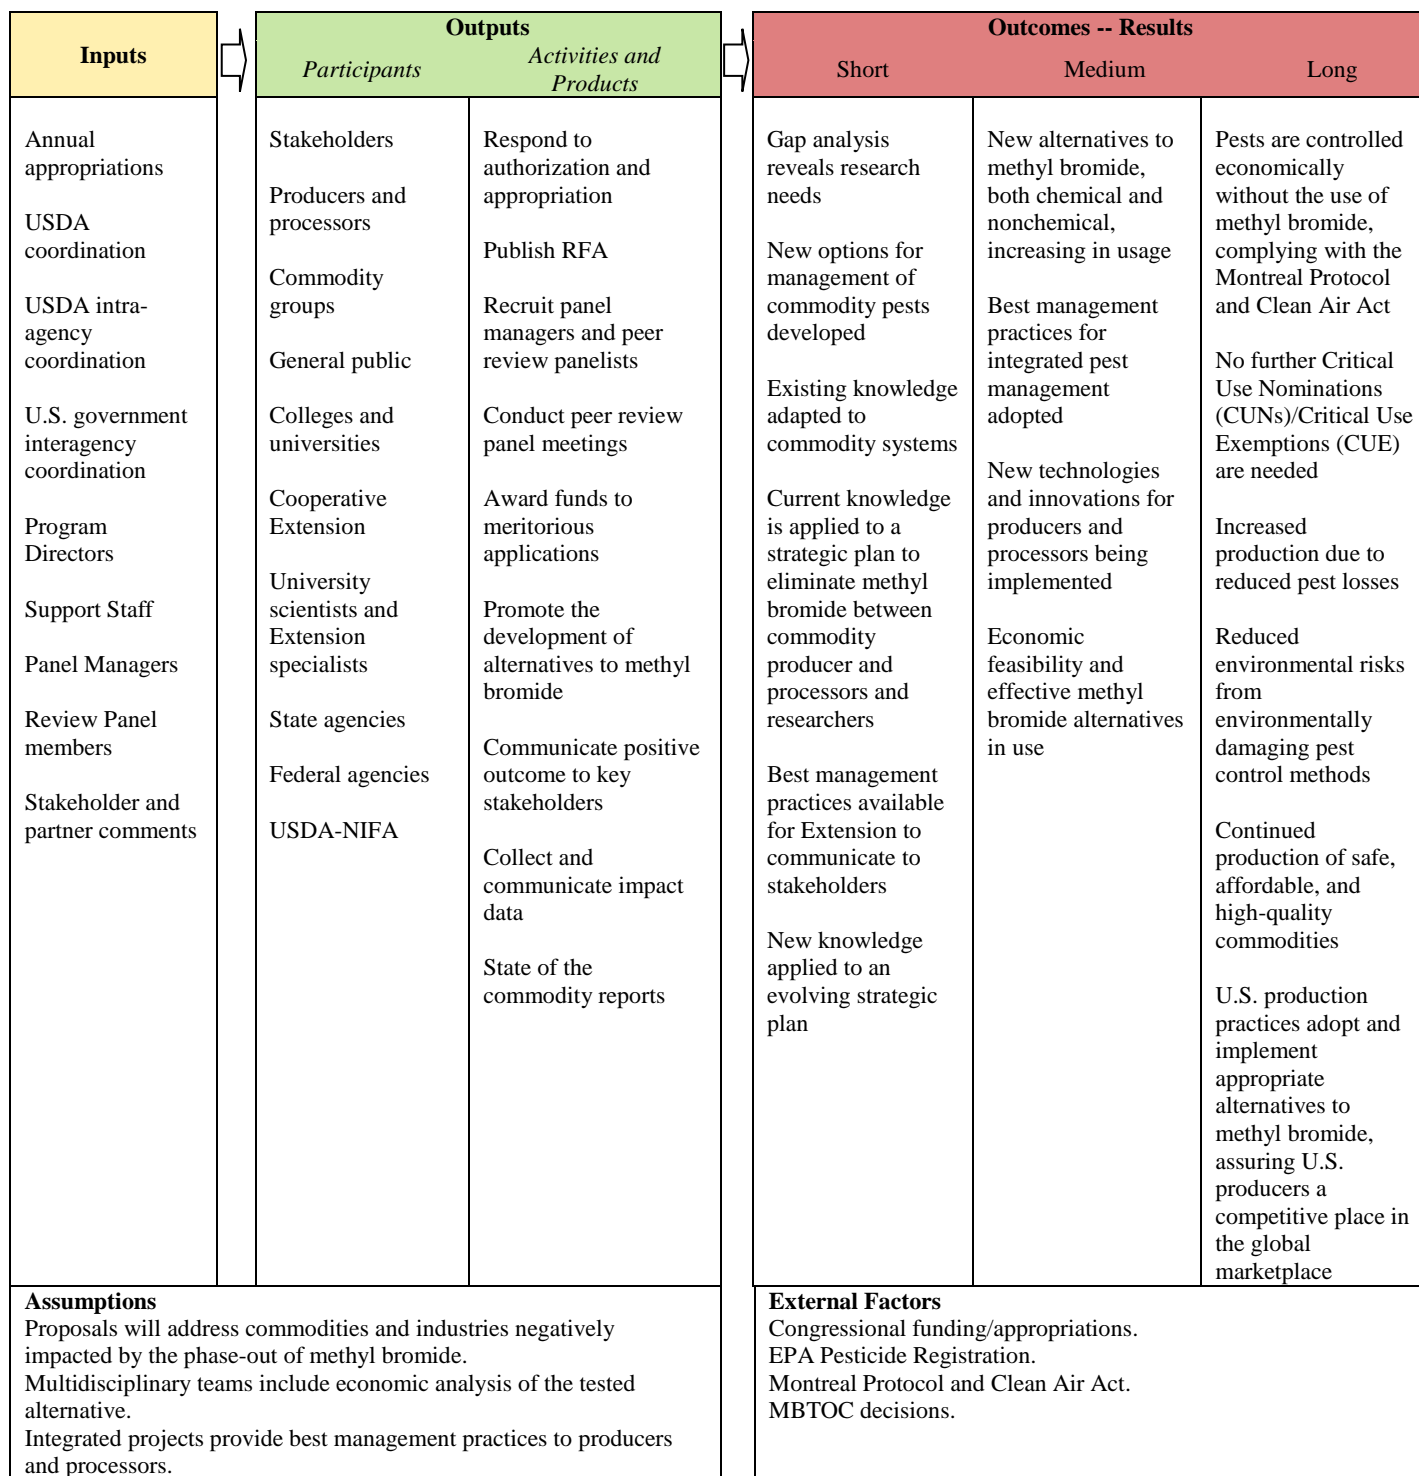 Inputs
Outputs
Participants
Activities and
Products
Outcomes -- Results
Short
Medium
Long
Annual
appropriations
USDA
coordination
USDA intra-
agency
coordination
U.S. government
interagency
coordination
Program
Directors
Support Staff
Panel Managers
Review Panel
members
Stakeholder and
partner comments
Stakeholders
Producers and
processors
Commodity
groups
General public
Colleges and
universities
Cooperative
Extension
University
scientists and
Extension
specialists
State agencies
Federal agencies
USDA-NIFA
Respond to
authorization and
appropriation
Publish RFA
Recruit panel
managers and peer
review panelists
Conduct peer review
panel meetings
Award funds to
meritorious
applications
Promote the
development of
alternatives to methyl
bromide
Communicate positive
outcome to key
stakeholders
Collect and
communicate impact
data
State of the
commodity reports
Gap analysis
reveals research
needs
New options for
management of
commodity pests
developed
Existing knowledge
adapted to
commodity systems
Current knowledge
is applied to a
strategic plan to
eliminate methyl
bromide between
commodity
producer and
processors and
researchers
Best management
practices available
for Extension to
communicate to
stakeholders
New knowledge
applied to an
evolving strategic
plan
New alternatives to
methyl bromide,
both chemical and
nonchemical,
increasing in usage
Best management
practices for
integrated pest
management
adopted
New technologies
and innovations for
producers and
processors being
implemented
Economic
feasibility and
effective methyl
bromide alternatives
in use
Pests are controlled
economically
without the use of
methyl bromide,
complying with the
Montreal Protocol
and Clean Air Act
No further Critical
Use Nominations
(CUNs)/Critical Use
Exemptions (CUE)
are needed
Increased
production due to
reduced pest losses
Reduced
environmental risks
from
environmentally
damaging pest
control methods
Continued
production of safe,
affordable, and
high-quality
commodities
U.S. production
practices adopt and
implement
appropriate
alternatives to
methyl bromide,
assuring U.S.
producers a
competitive place in
the global
marketplace
Assumptions
Proposals will address commodities and industries negatively
impacted by the phase-out of methyl bromide.
Multidisciplinary teams include economic analysis of the tested
alternative.
Integrated projects provide best management practices to producers
and processors.
External Factors
Congressional funding/appropriations.
EPA Pesticide Registration.
Montreal Protocol and Clean Air Act.
MBTOC decisions.